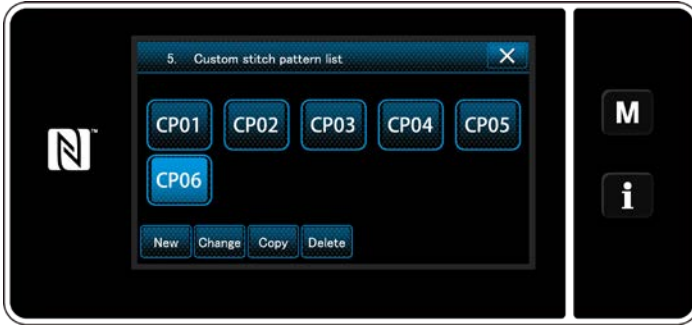 5. Custom stitch pattern list
CP01 CP02 CP03 CP04 CP05
CP06
New Change Copy Delete
M
i